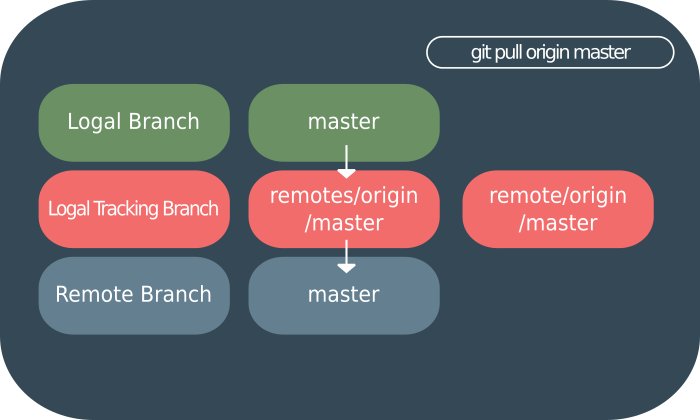 git pull origin master
Logal Branch
master
Logal Tracking Branch
remotes/origin
/master
remote/origin
/master
Remote Branch
master